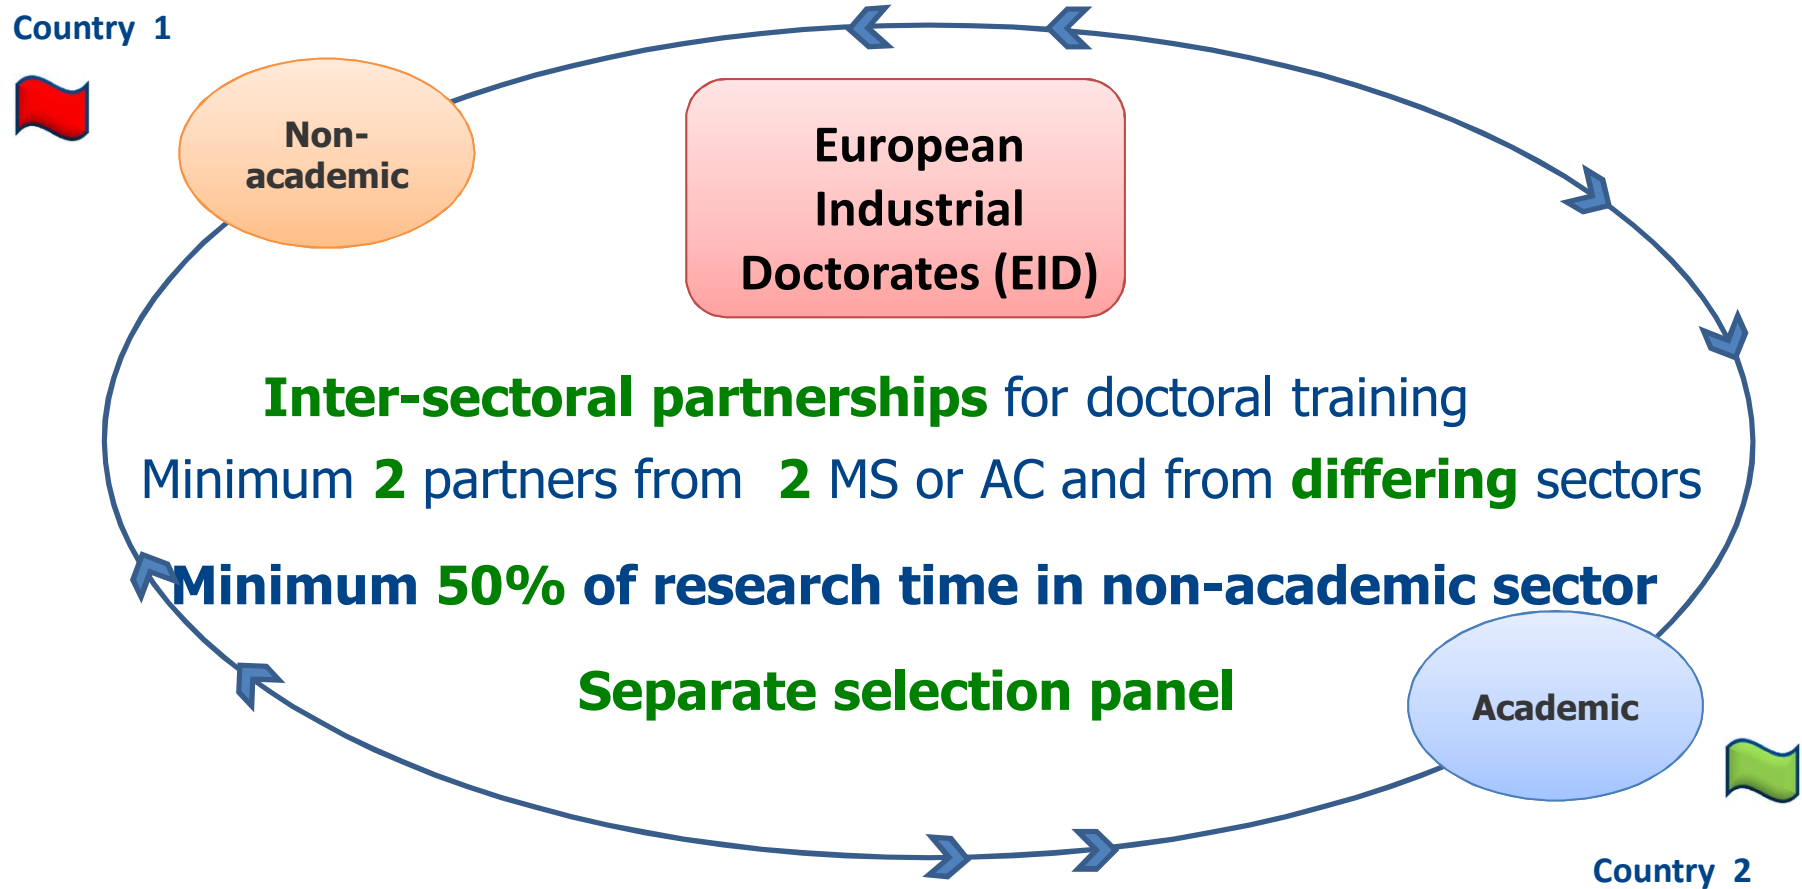 Country 1
Non-
academic
European
Industrial
Doctorates (EID)
Inter-sectoral partnerships for doctoral training
Minimum 2 partners from 2 MS or AC and from differing sectors
Minimum 50% of research time in non-academic sector
Separate selection panel
Academic
Country 2